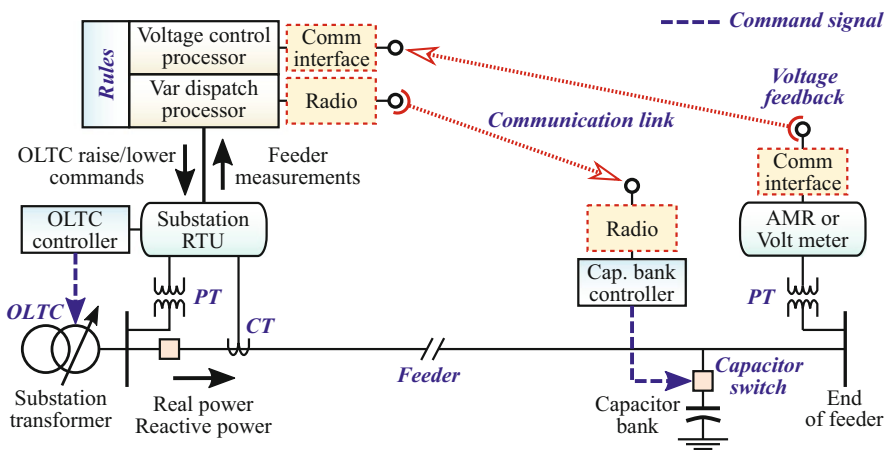 Command signal
Rules
Voltage control
processor
Comm
interface
Var dispatch
processor
Radio
Voltage
feedback
Communication link
OLTC raise/lower
commands
Feeder
measurements
Comm
interface
OLTC
controller
Substation
RTU
Radio
AMR or
Volt meter
Cap. bank
controller
PT
PT
OLTC
CT
Feeder
Capacitor
switch
Substation
transformer
Real power
Reactive power
Capacitor
bank
End
of feeder